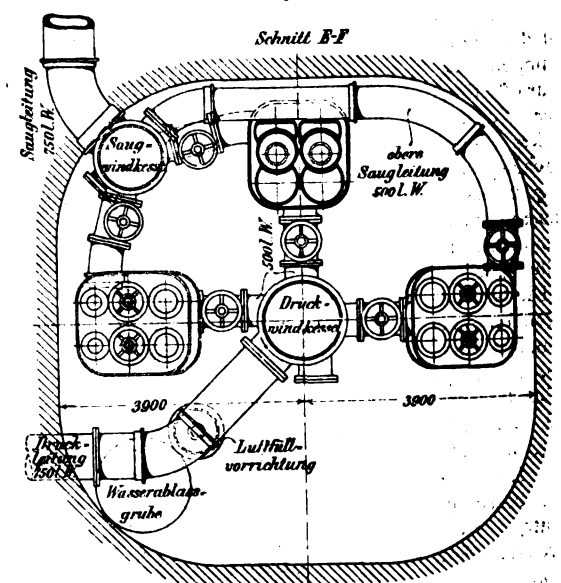 Schnitt E-F
Saugleitung
750 l. W.
Saug-
windkessel
obere
Saugleitung
500 l. W.
500 l. W.
Druck-
windkessel
3900
3900
Druck-
leitung
750 l. W.
Luftfüll-
vorrichtung
Wasserablass-
grube